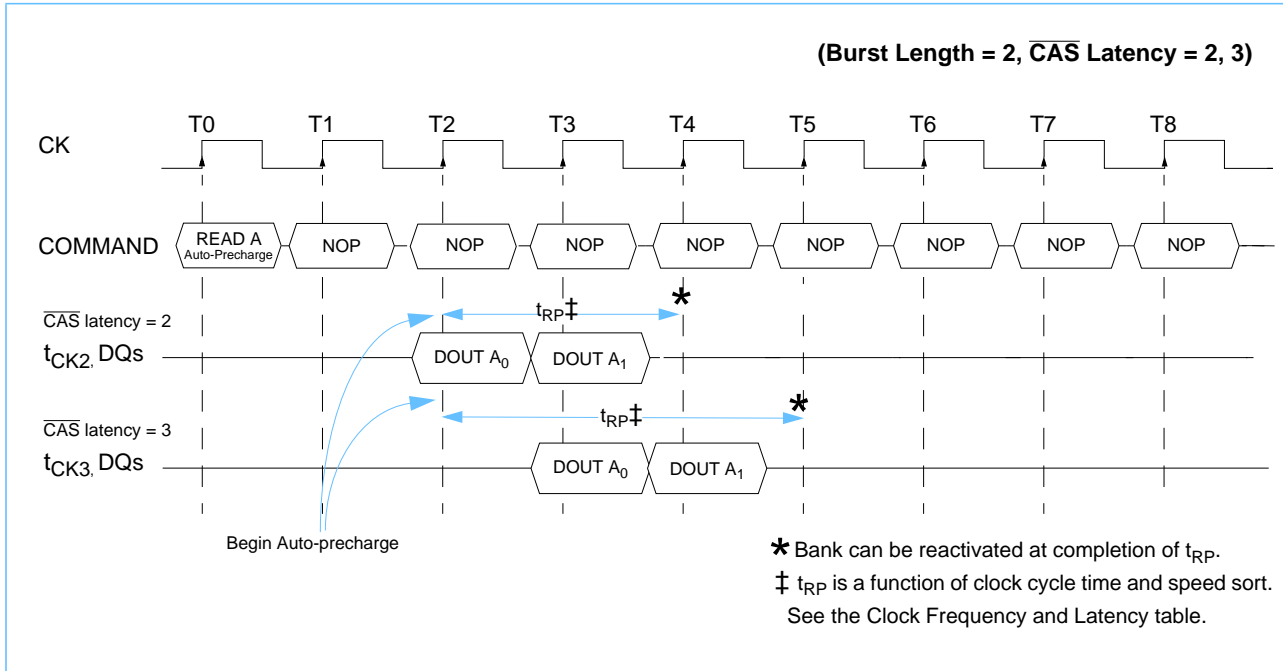 (Burst Length = 2, CAS Latency = 2, 3)
T0 T1 T2 T3 T4 T5 T6 T7 T8
CK
COMMAND
READ A NOP NOP NOP NOP NOP NOP NOP NOP
Auto-Precharge
*
tRP‡
CAS latency = 2
tCK2, DQs
DOUT A0 DOUT A1
*
tRP‡
CAS latency = 3
tCK3, DQs
DOUT A0 DOUT A1
Begin Auto-precharge
* Bank can be reactivated at completion of tRP.
‡ tRP is a function of clock cycle time and speed sort.
See the Clock Frequency and Latency table.